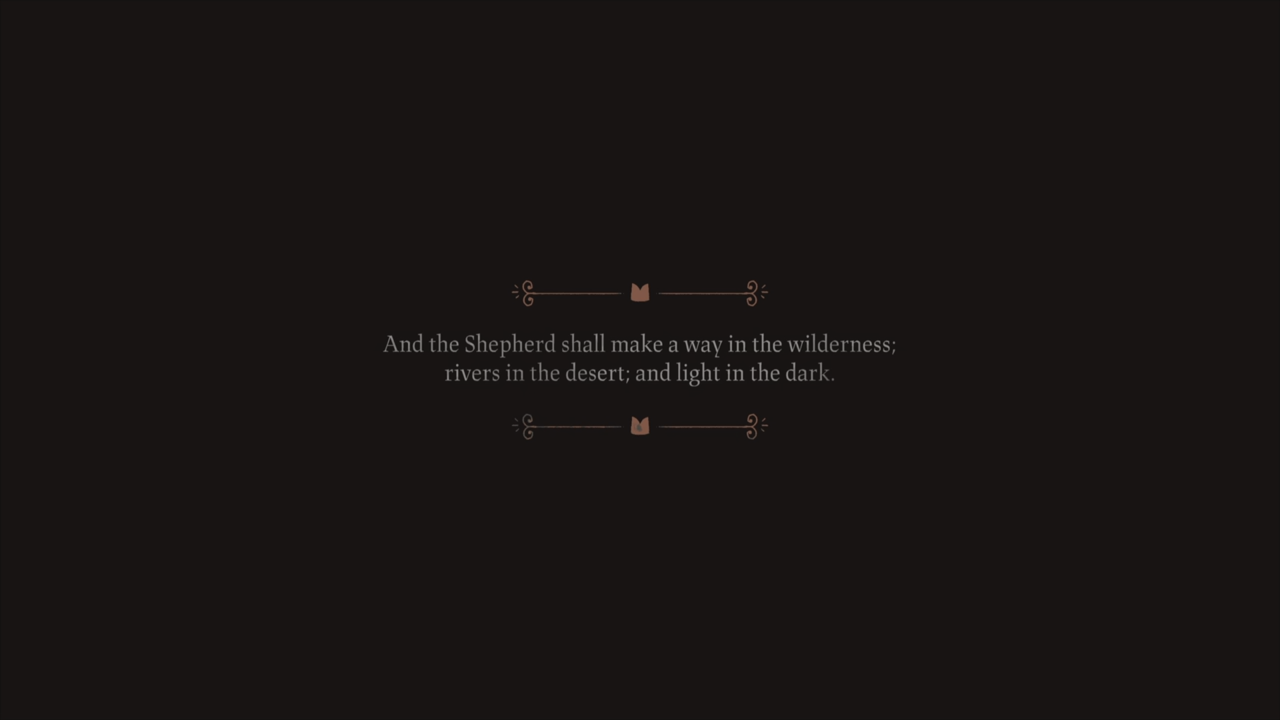 And the Shepherd shall make a way in the wilderness;
rivers in the desert; and light in the dark.